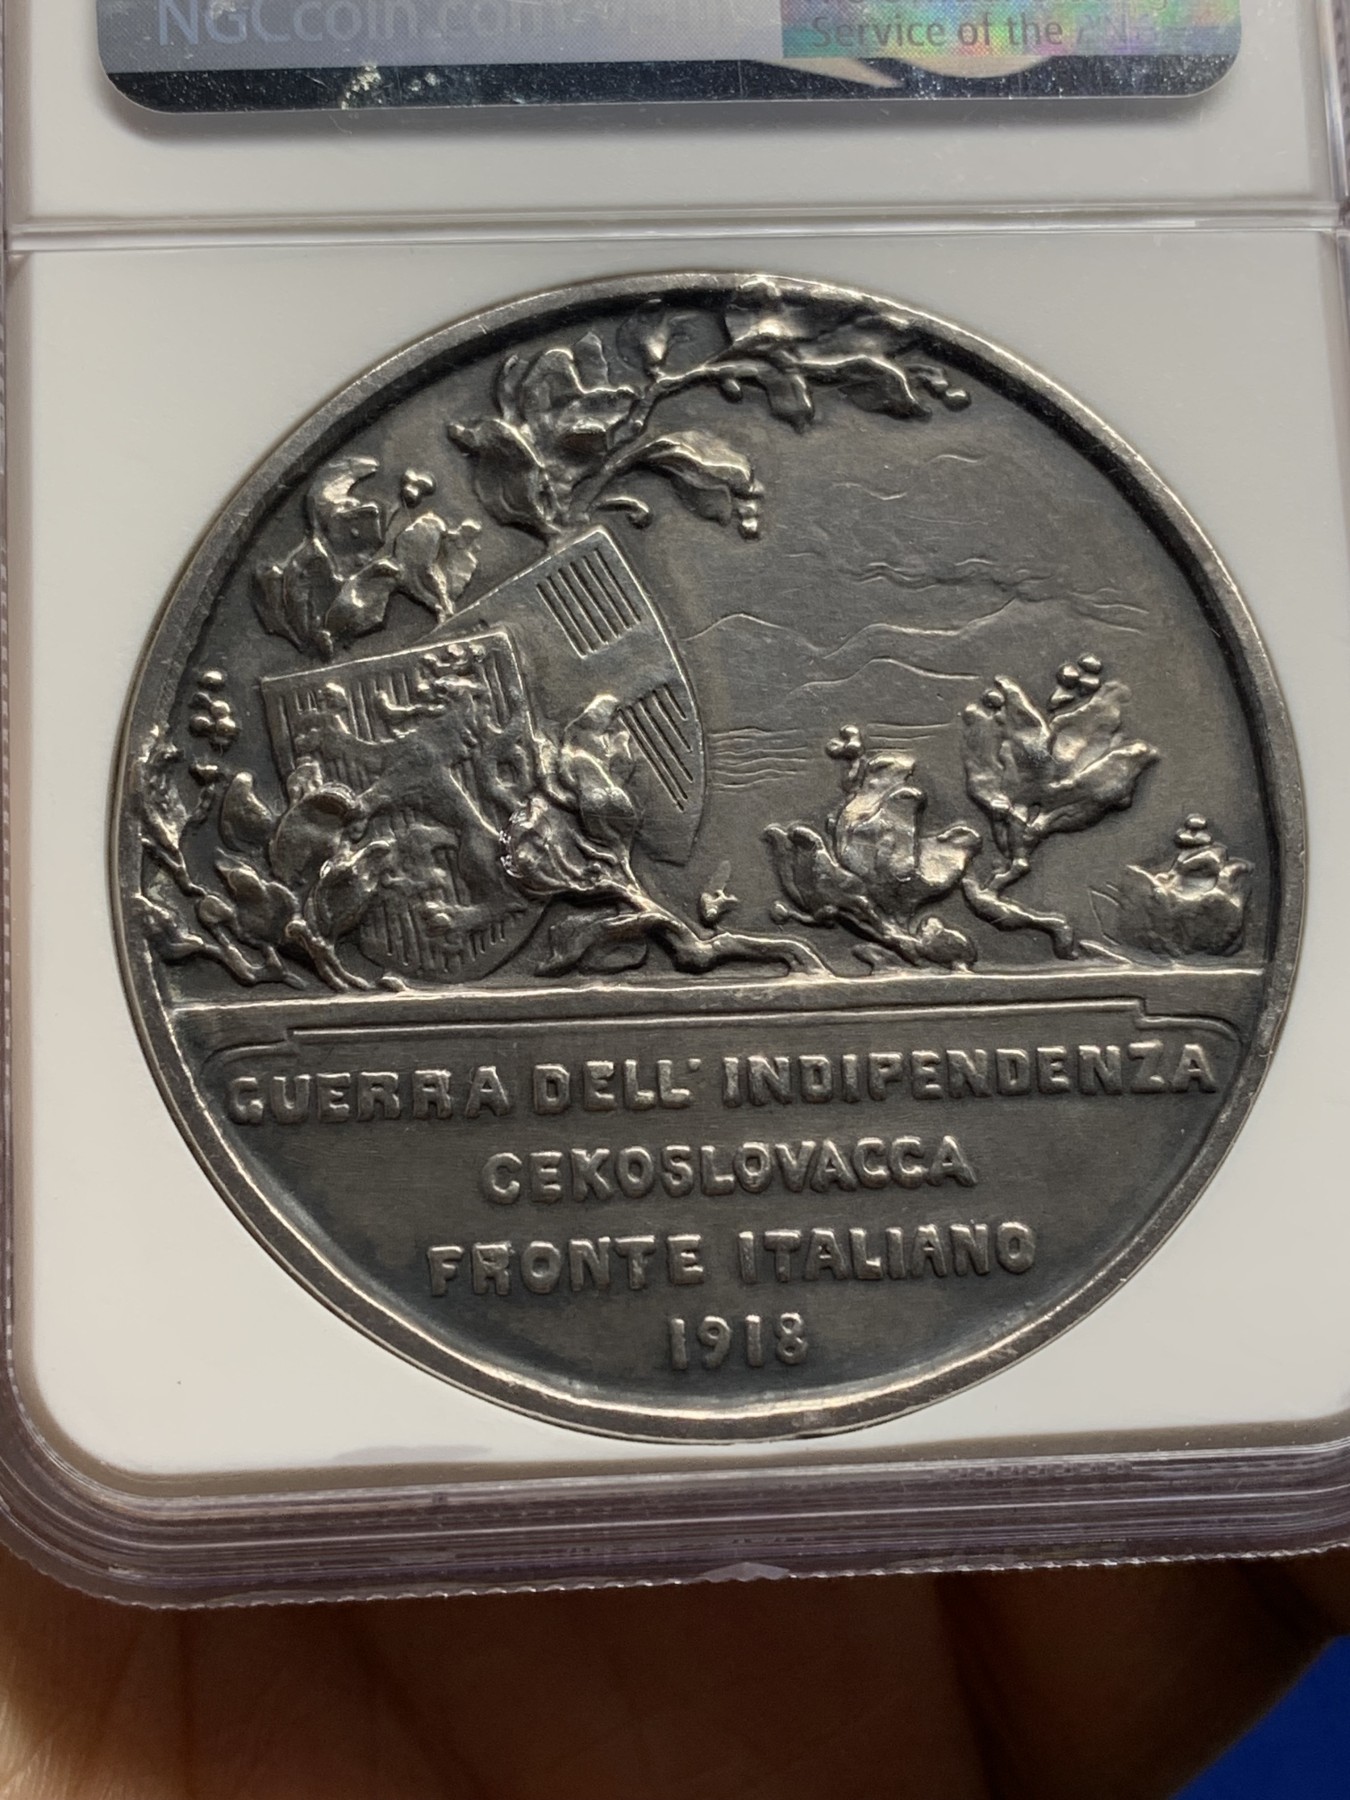 NGCcoin.com
Service of the
GUERRA DELL' INDIPENDENZA
CEKOSLOVACCA
FRONTE ITALIANO
1918